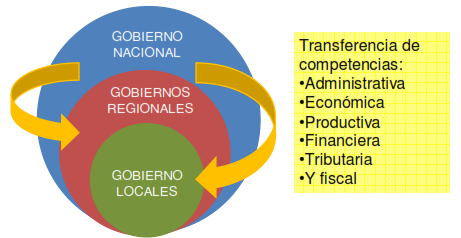 GOBIERNO
NACIONAL
GOBIERNOS
REGIONALES
GOBIERNO
LOCALES
Transferencia de
competencias:
•Administrativa
•Económica
•Productiva
•Financiera
•Tributaria
•Y fiscal